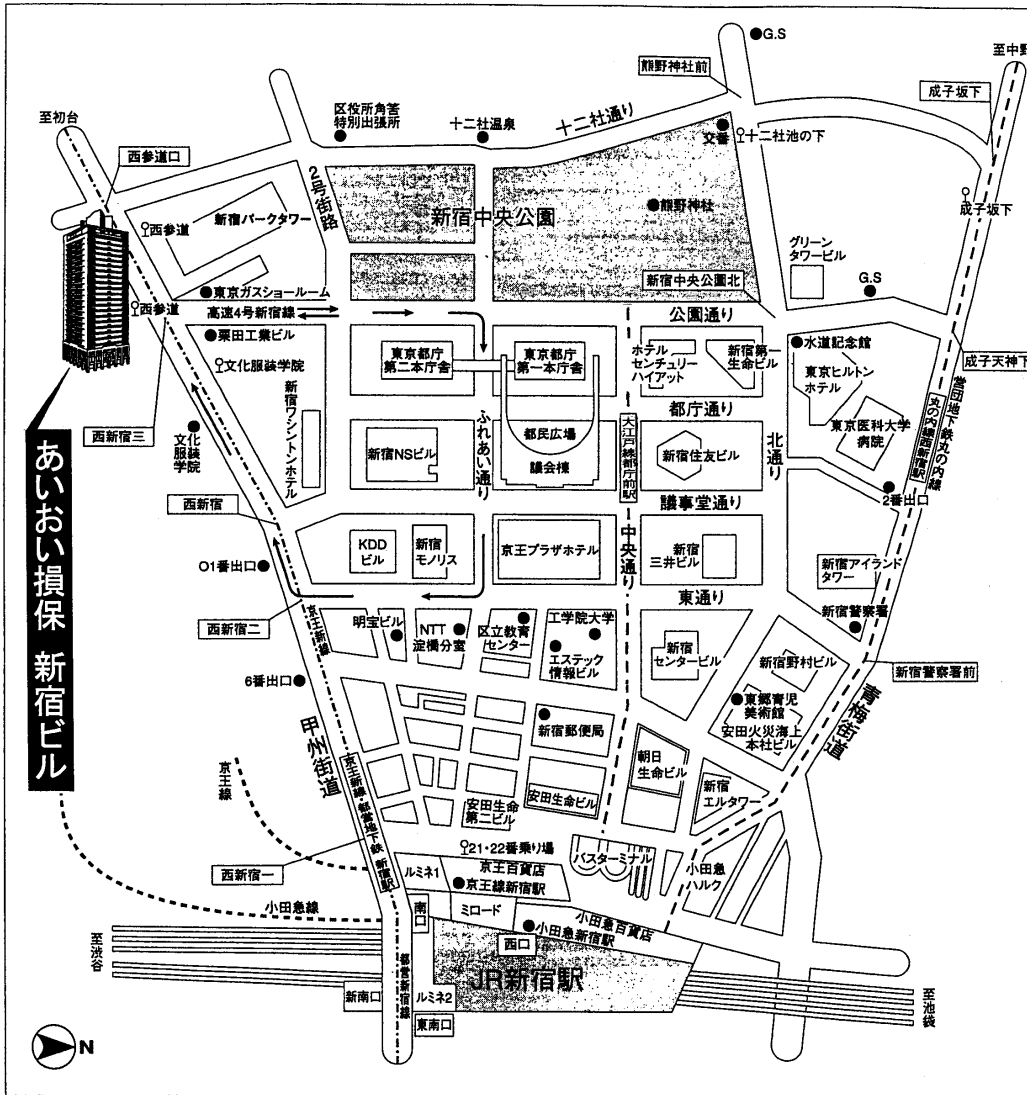 G.S
至中野
熊野神社前
成子坂下
至初台
区役所角筈
特別出張所
十二社温泉
十二社通り
交番
十二社池の下
西参道口
2号街路
新宿中央公園
熊野神社
成子坂下
新宿パークタワー
西参道
グリーン
タワービル
新宿中央公園北
G.S
東京ガスショールーム
西参道
高速4号新宿線
公園通り
栗田工業ビル
水道記念館
文化服装学院
東京都庁
第二本庁舎
東京都庁
第一本庁舎
ホテル
センチュリー
ハイアット
新宿第一
生命ビル
東京ヒルトン
ホテル
成子天神下
都庁通り
営団地下鉄丸の内線
丸の内線西新宿駅
新宿ワシントンホテル
ふれあい通り
都民広場
議会棟
大江戸線都庁前駅
北通り
東京医科大学
病院
西新宿三
文化
服装学院
新宿NSビル
新宿住友ビル
あいおい損保 新宿ビル
2番出口
西新宿
議事堂通り
KDD
ビル
新宿
モノリス
京王プラザホテル
中央通り
新宿
三井ビル
新宿アイランド
タワー
O1番出口
東通り
新宿警察署
西新宿二
京王新線
明宝ビル
NTT
淀橋分室
区立教育
センター
工学院大学
エステック
情報ビル
新宿
センタービル
新宿野村ビル
新宿警察署前
6番出口
甲州街道
東郷青児
美術館
青梅街道
新宿郵便局
安田火災海上
本社ビル
朝日
生命ビル
京王線
京王新線・都営地下鉄 新宿駅
新宿
エルタワー
安田生命
第二ビル
安田生命ビル
21・22番乗り場
バスターミナル
西新宿一
ルミネ1
京王百貨店
京王線新宿駅
小田急
ハルク
小田急線
南口
ミロード
小田急百貨店
小田急新宿駅
西口
至渋谷
JR新宿駅
都営新宿線
新南口
ルミネ2
東南口
至池袋
N